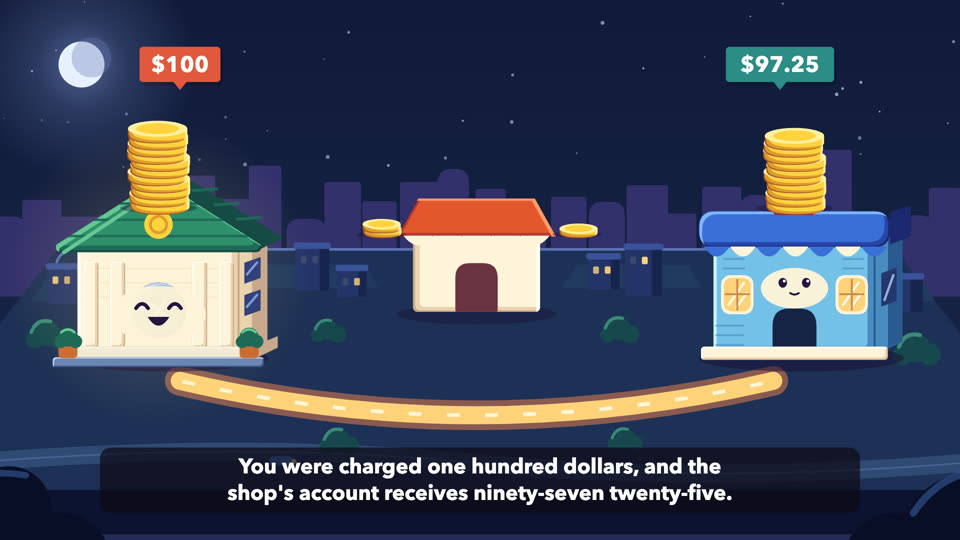 $100
$97.25
You were charged one hundred dollars, and the
shop's account receives ninety-seven twenty-five.